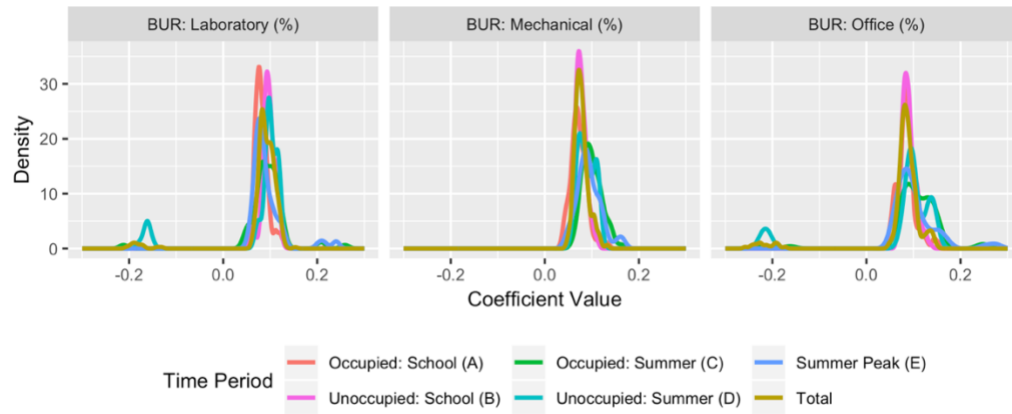 BUR: Laboratory (%) BUR: Mechanical (%) BUR: Office (%)
30
20
10
0
Density
-0.2 0.0 0.2 -0.2 0.0 0.2 -0.2 0.0 0.2
Coefficient Value
Time Period
Occupied: School (A) Occupied: Summer (C) Summer Peak (E)
Unoccupied: School (B) Unoccupied: Summer (D) Total